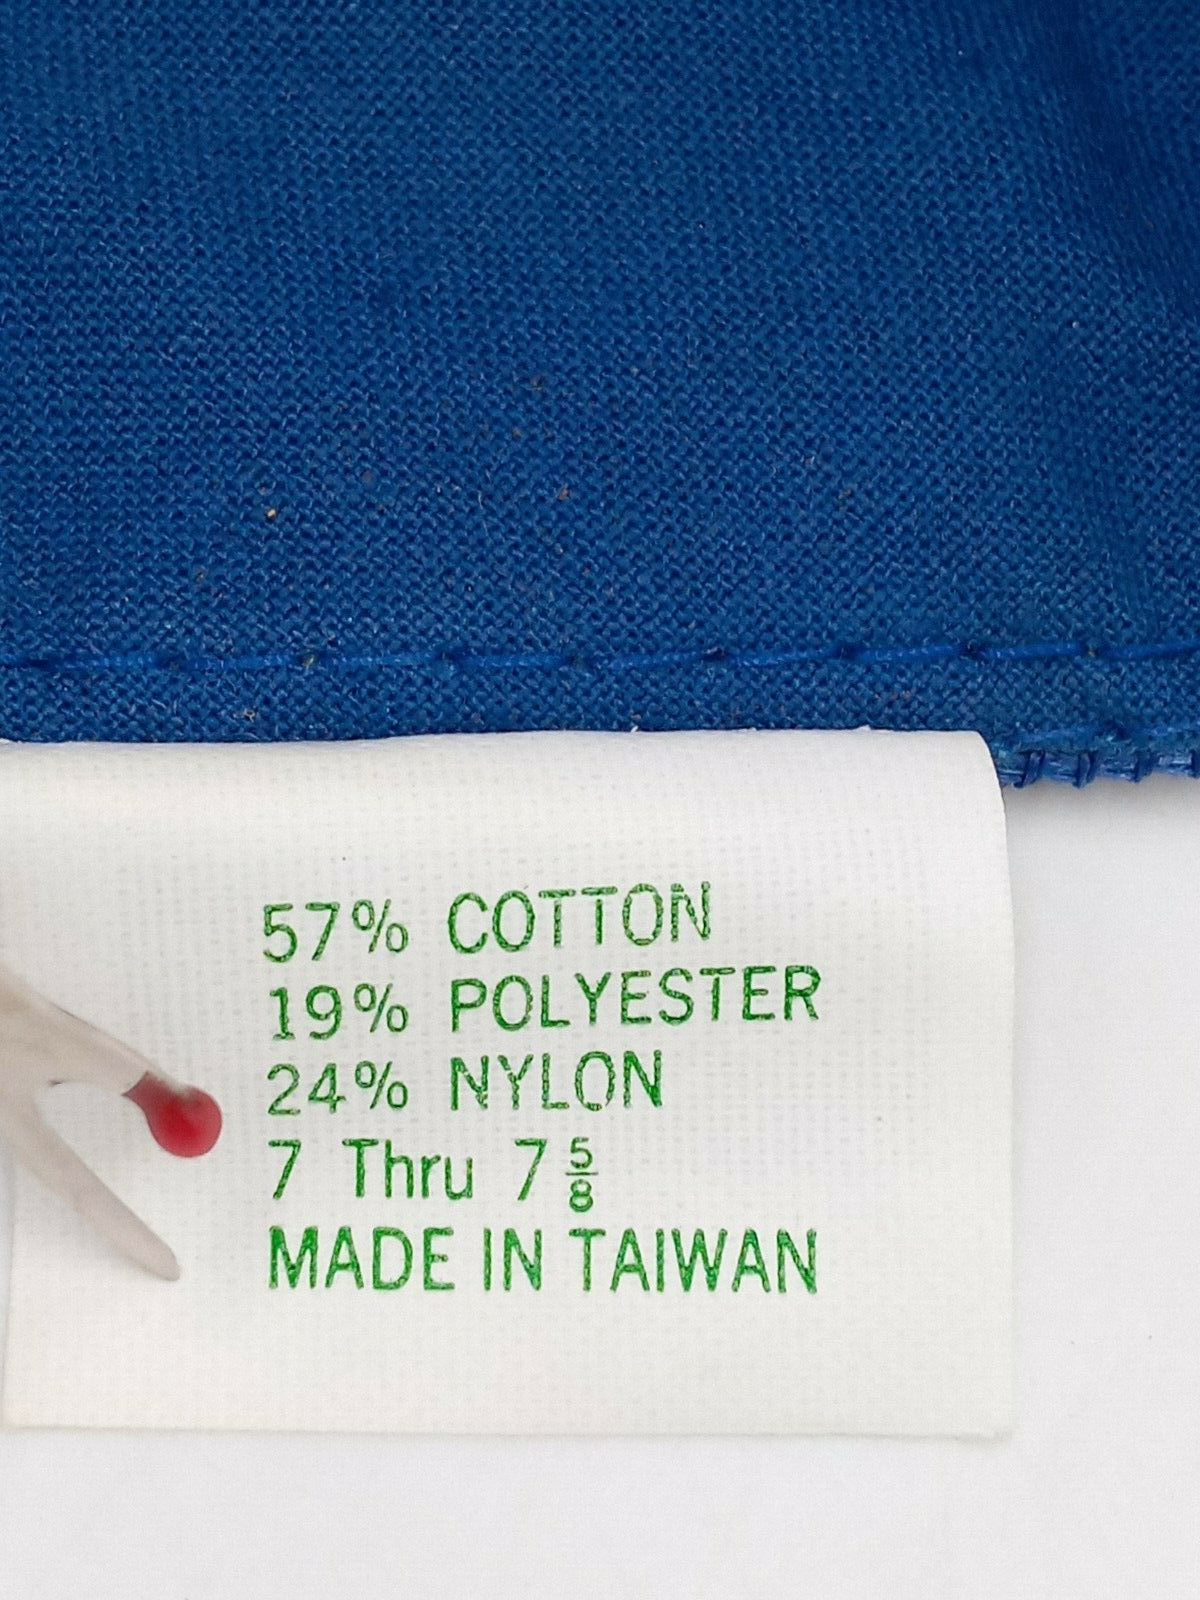 57% COTTON
19% POLYESTER
24% NYLON
7 Thru 7 5/8
MADE IN TAIWAN